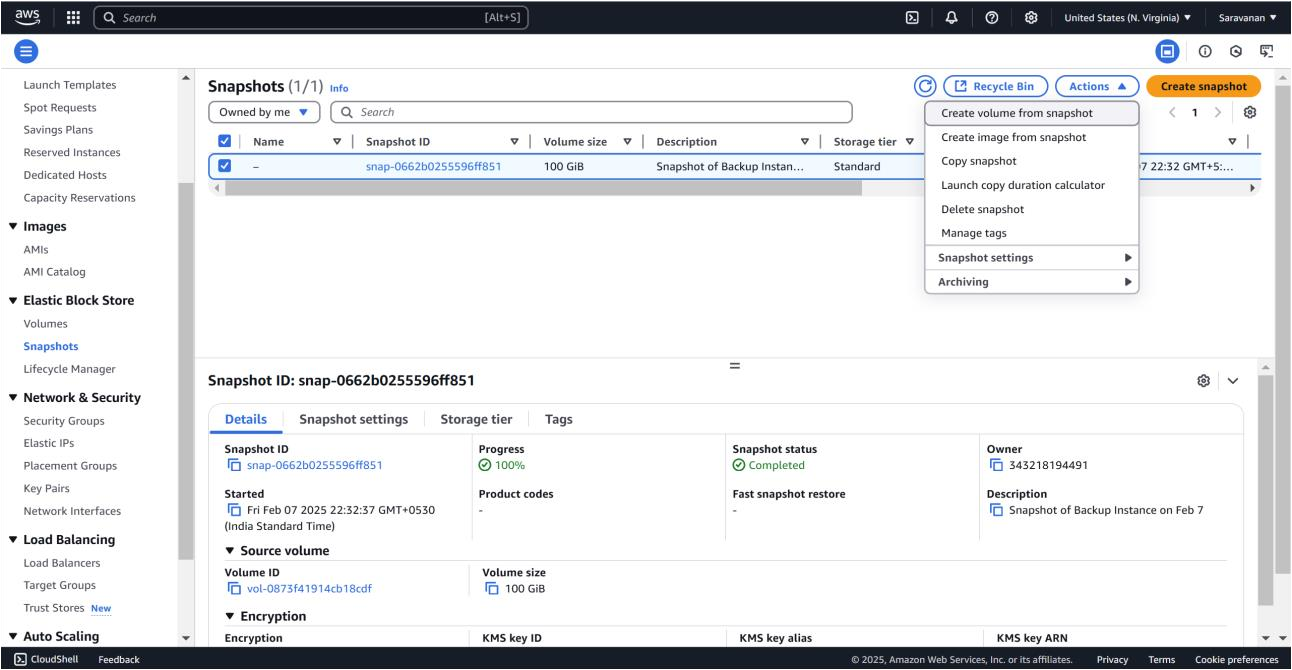 aws
Search [Alt+S]
United States (N. Virginia) Saravanan
Launch Templates
Spot Requests
Savings Plans
Reserved Instances
Dedicated Hosts
Capacity Reservations
Images
AMIs
AMI Catalog
Elastic Block Store
Volumes
Snapshots
Lifecycle Manager
Network & Security
Security Groups
Elastic IPs
Placement Groups
Key Pairs
Network Interfaces
Load Balancing
Load Balancers
Target Groups
Trust Stores New
Auto Scaling
Snapshots (1/1) Info
Recycle Bin Actions Create snapshot
Owned by me Search 1
Name Snapshot ID Volume size Description Storage tier
– snap-0662b0255596ff851 100 GiB Snapshot of Backup Instan... Standard 7 22:32 GMT+5:...
Create volume from snapshot
Create image from snapshot
Copy snapshot
Launch copy duration calculator
Delete snapshot
Manage tags
Snapshot settings
Archiving
Snapshot ID: snap-0662b0255596ff851
Details Snapshot settings Storage tier Tags
Snapshot ID Progress Snapshot status Owner
snap-0662b0255596ff851 100% Completed 343218194491
Started Product codes Fast snapshot restore Description
Fri Feb 07 2025 22:32:37 GMT+0530 - - Snapshot of Backup Instance on Feb 7
(India Standard Time)
Source volume
Volume ID Volume size
vol-0873f41914cb18cdf 100 GiB
Encryption
Encryption KMS key ID KMS key alias KMS key ARN
CloudShell Feedback © 2025, Amazon Web Services, Inc. or its affiliates. Privacy Terms Cookie preferences